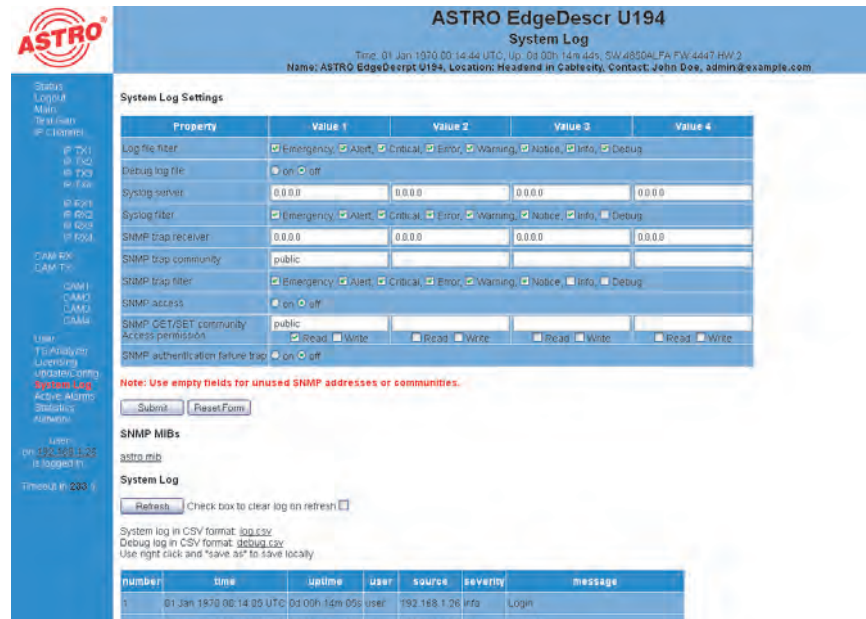 ASTRO
ASTRO EdgeDescr U194
System Log
Time: 01 Jan 1970 00:14:44 UTC, Up: 0d 00h 14m 44s, SW:4850ALFA FW:4447 HW:2
Name: ASTRO EdgeDecrpt U194, Location: Headend in Cablecity, Contact: John Doe, admin@example.com
Status
Logout
Main
Test Gen
IP Channel
IP TX1
IP TX2
IP TX3
IP TX4
IP RX1
IP RX2
IP RX3
IP RX4
CAM RX
CAM TX
CAM1
CAM2
CAM3
CAM4
User
TS Analyzer
Licensing
Update/Config
System Log
Active Alarms
Statistics
Network
user
on 192.168.1.26
is logged in
Timeout in 200 s
System Log Settings
Property Value 1 Value 2 Value 3 Value 4
Log file filter Emergency, Alert, Critical, Error, Warning, Notice, Info, Debug
Debug log file on off
Syslog server 0.0.0.0 0.0.0.0 0.0.0.0 0.0.0.0
Syslog filter Emergency, Alert, Critical, Error, Warning, Notice, Info, Debug
SNMP trap receiver 0.0.0.0 0.0.0.0 0.0.0.0 0.0.0.0
SNMP trap community public
SNMP trap filter Emergency, Alert, Critical, Error, Warning, Notice, Info, Debug
SNMP access on off
SNMP GET/SET community public
Access permission Read Write Read Write Read Write Read Write
SNMP authentication failure trap on off
Note: Use empty fields for unused SNMP addresses or communities.
Submit Reset Form
SNMP MIBs
astro.mib
System Log
Refresh Check box to clear log on refresh
System log in CSV format: log.csv
Debug log in CSV format: debug.csv
Use right click and "save as" to save locally
number time uptime user source severity message
1 01 Jan 1970 00:14:05 UTC 0d 00h 14m 05s user 192.168.1.26 info Login